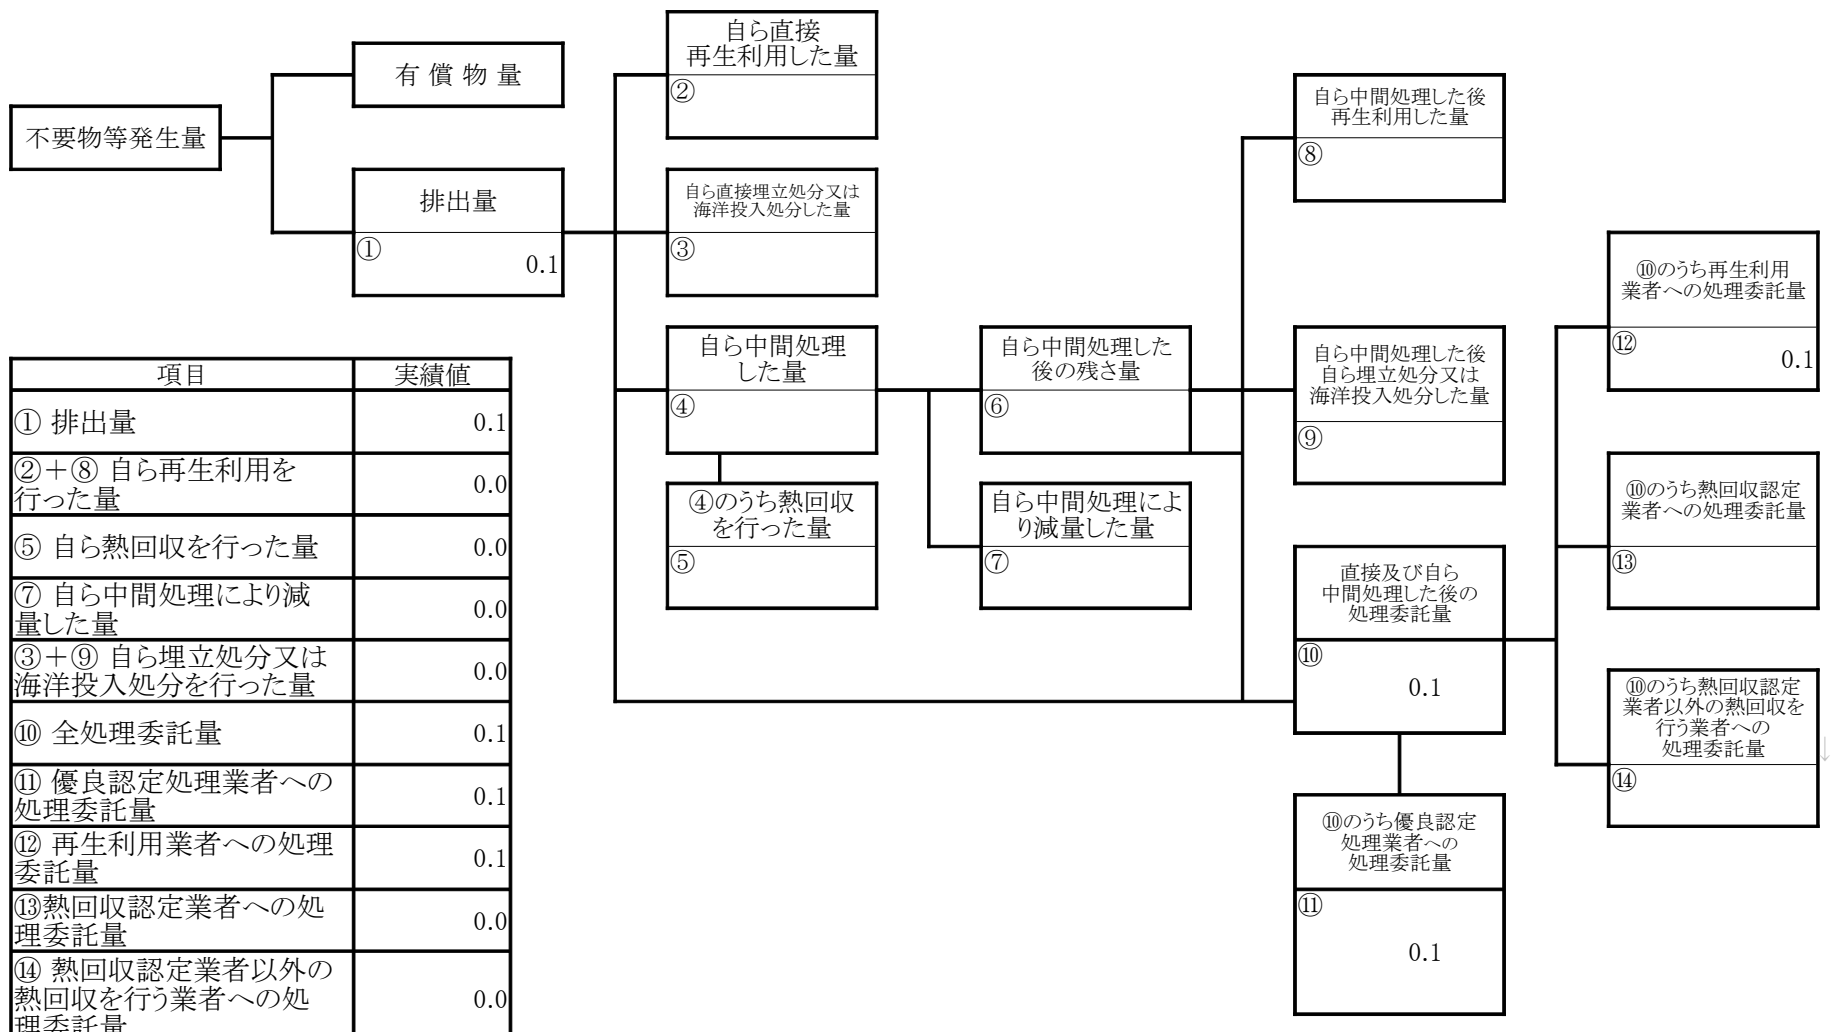 不要物等発生量
有 償 物 量
排出量
①
0.1
自ら直接
再生利用した量
②
自ら直接埋立処分又は
海洋投入処分した量
③
自ら中間処理
した量
④
④のうち熱回収
を行った量
⑤
自ら中間処理した
後の残さ量
⑥
自ら中間処理によ
り減量した量
⑦
自ら中間処理した後
再生利用した量
⑧
自ら中間処理した後
自ら埋立処分又は
海洋投入処分した量
⑨
直接及び自ら
中間処理した後の
処理委託量
⑩
0.1
⑩のうち優良認定
処理業者への
処理委託量
⑪
0.1
⑩のうち再生利用
業者への処理委託量
⑫
0.1
⑩のうち熱回収認定
業者への処理委託量
⑬
⑩のうち熱回収認定
業者以外の熱回収を
行う業者への
処理委託量
⑭
↓
項目 実績値
① 排出量 0.1
②＋⑧ 自ら再生利用を
行った量 0.0
⑤ 自ら熱回収を行った量 0.0
⑦ 自ら中間処理により減
量した量 0.0
③＋⑨ 自ら埋立処分又は
海洋投入処分を行った量 0.0
⑩ 全処理委託量 0.1
⑪ 優良認定処理業者への
処理委託量 0.1
⑫ 再生利用業者への処理
委託量 0.1
⑬熱回収認定業者への処
理委託量 0.0
⑭ 熱回収認定業者以外の
熱回収を行う業者への処
理委託量 0.0